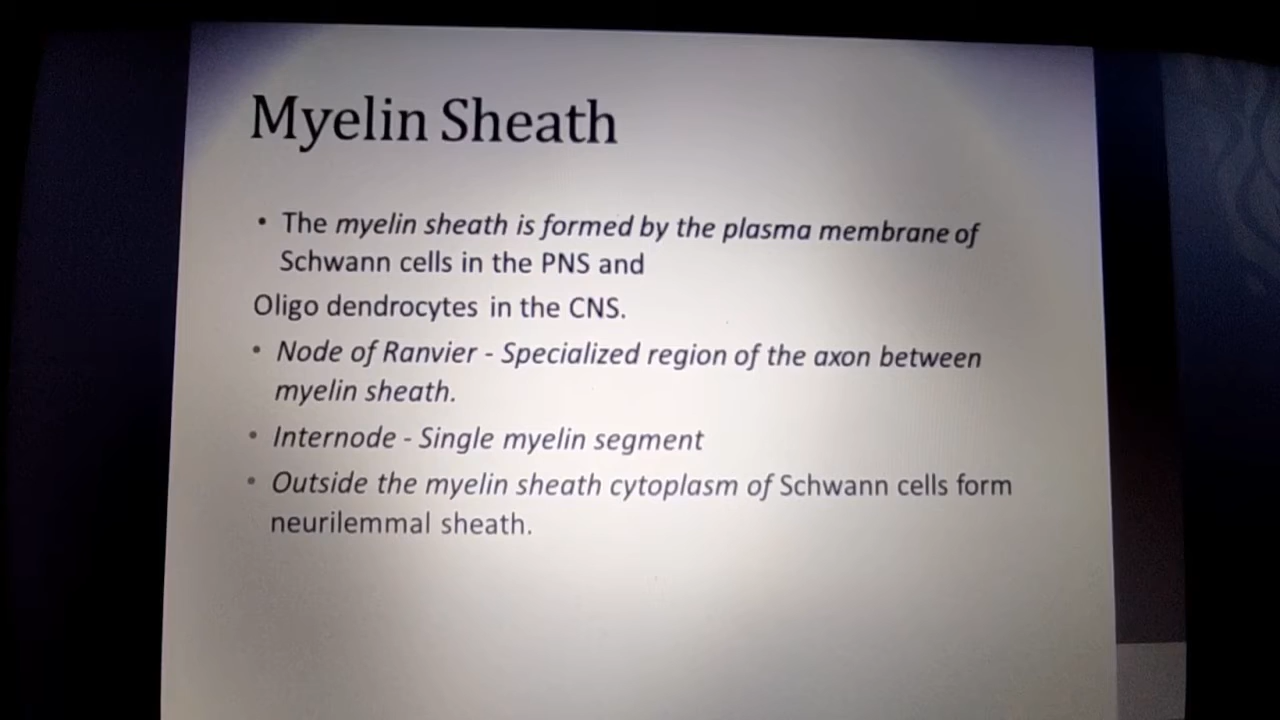 Myelin Sheath
• The myelin sheath is formed by the plasma membrane of
Schwann cells in the PNS and
Oligo dendrocytes in the CNS.
• Node of Ranvier - Specialized region of the axon between
myelin sheath.
• Internode - Single myelin segment
• Outside the myelin sheath cytoplasm of Schwann cells form
neurilemmal sheath.